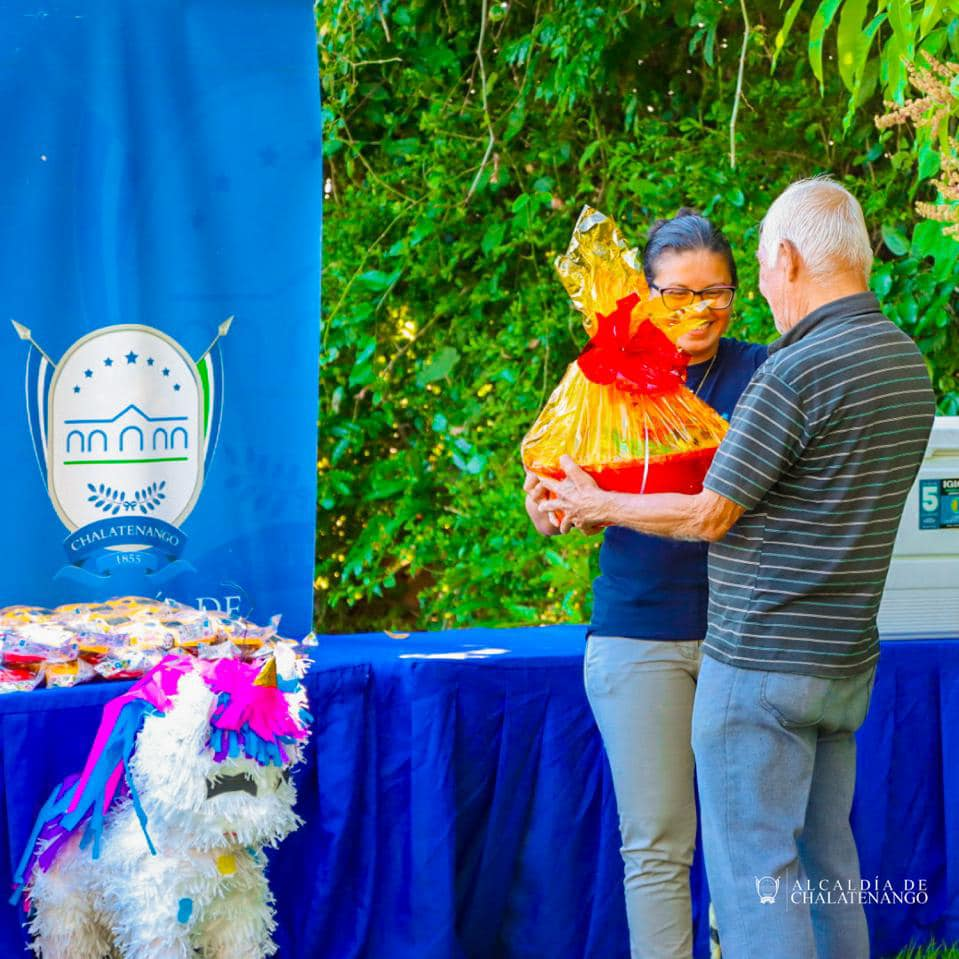 CHALATENANGO
1855
DE
5
ALCALDÍA DE
CHALATENANGO